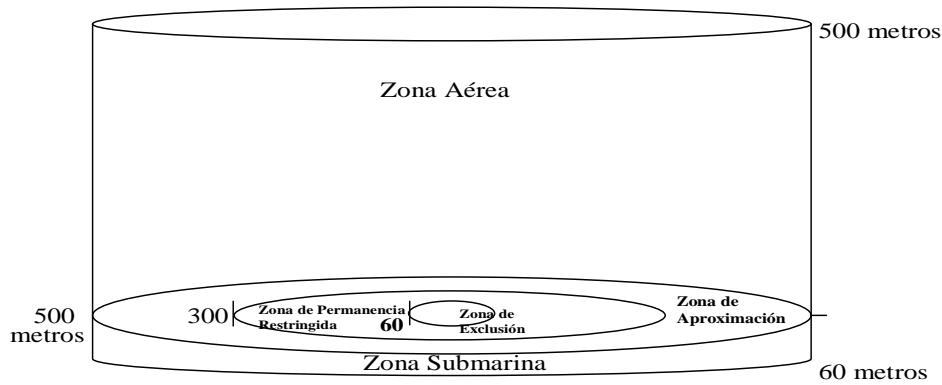 500 metros
Zona Aérea
500
metros
300
Zona de Permanencia
Restringida
60
Zona de
Exclusión
Zona de
Aproximación
Zona Submarina
60 metros